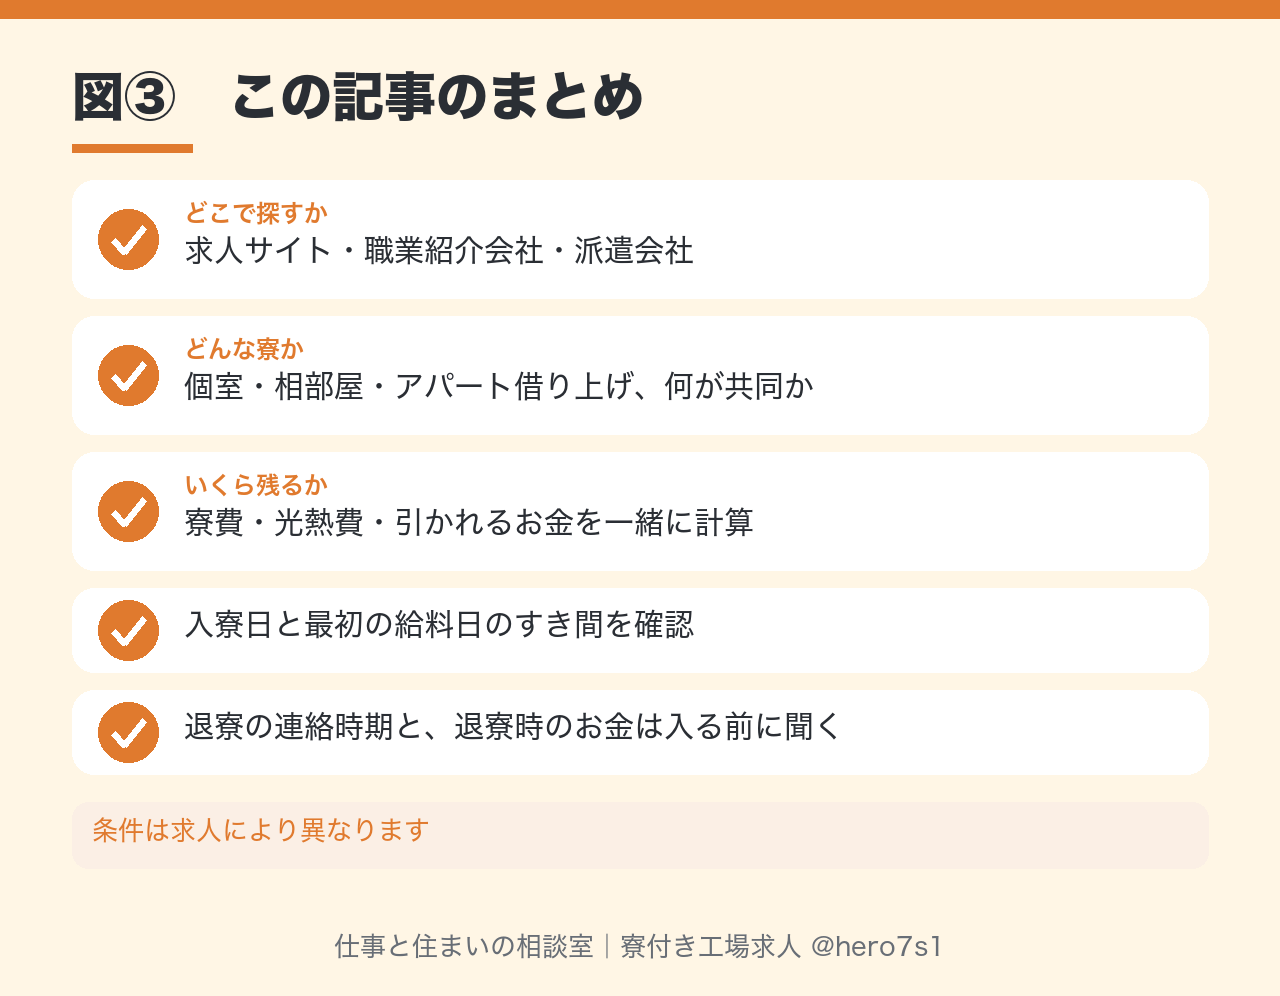 図③　この記事のまとめ
どこで探すか
求人サイト・職業紹介会社・派遣会社
どんな寮か
個室・相部屋・アパート借り上げ、何が共同か
いくら残るか
寮費・光熱費・引かれるお金を一緒に計算
入寮日と最初の給料日のすき間を確認
退寮の連絡時期と、退寮時のお金は入る前に聞く
条件は求人により異なります
仕事と住まいの相談室｜寮付き工場求人 @hero7s1